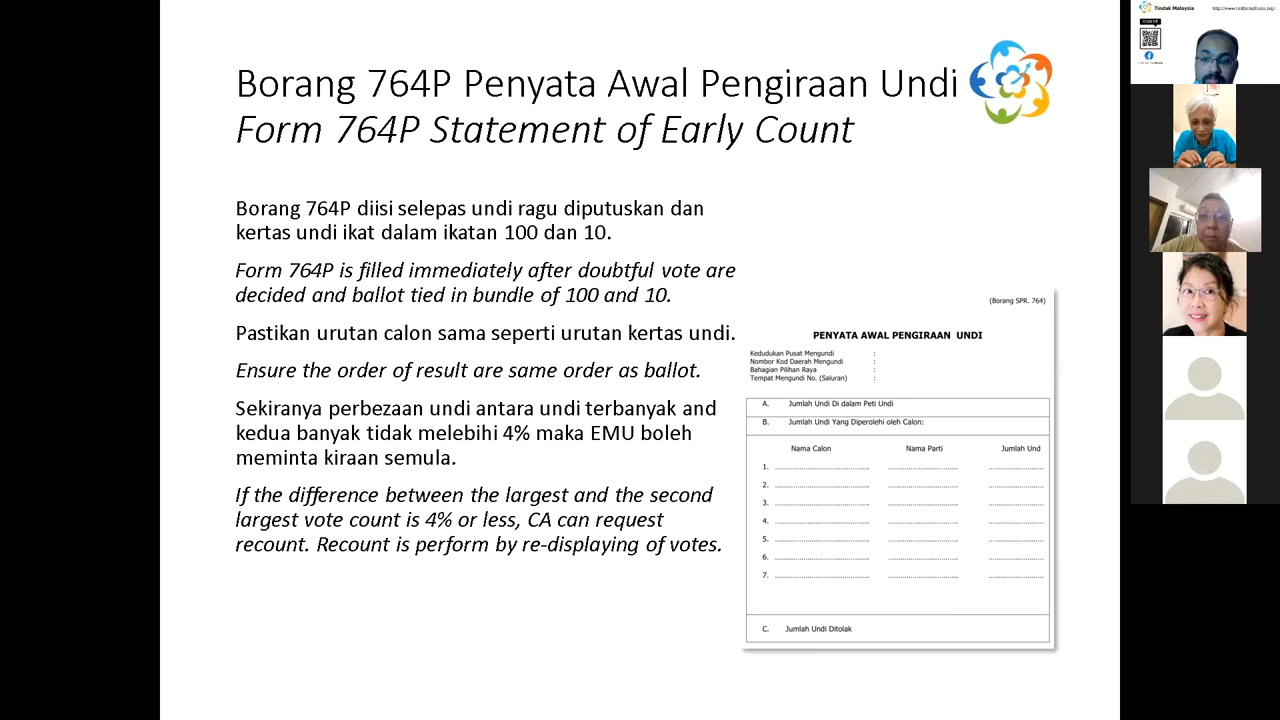 Borang 764P Penyata Awal Pengiraan Undi
Form 764P Statement of Early Count
Borang 764P diisi selepas undi ragu diputuskan dan
kertas undi ikat dalam ikatan 100 dan 10.
Form 764P is filled immediately after doubtful vote are
decided and ballot tied in bundle of 100 and 10.
Pastikan urutan calon sama seperti urutan kertas undi.
Ensure the order of result are same order as ballot.
Sekiranya perbezaan undi antara undi terbanyak and
kedua banyak tidak melebihi 4% maka EMU boleh
meminta kiraan semula.
If the difference between the largest and the second
largest vote count is 4% or less, CA can request
recount. Recount is perform by re-displaying of votes.
(Borang SPR. 764)
PENYATA AWAL PENGIRAAN UNDI
Kedudukan Pusat Mengundi :
Nombor Kod Daerah Mengundi :
Bahagian Pilihan Raya :
Tempat Mengundi No. (Saluran) :
A. Jumlah Undi Di dalam Peti Undi
B. Jumlah Undi Yang Diperolehi oleh Calon:
Nama Calon Nama Parti Jumlah Und
1.
2.
3.
4.
5.
6.
7.
C. Jumlah Undi Ditolak
Tindak Malaysia